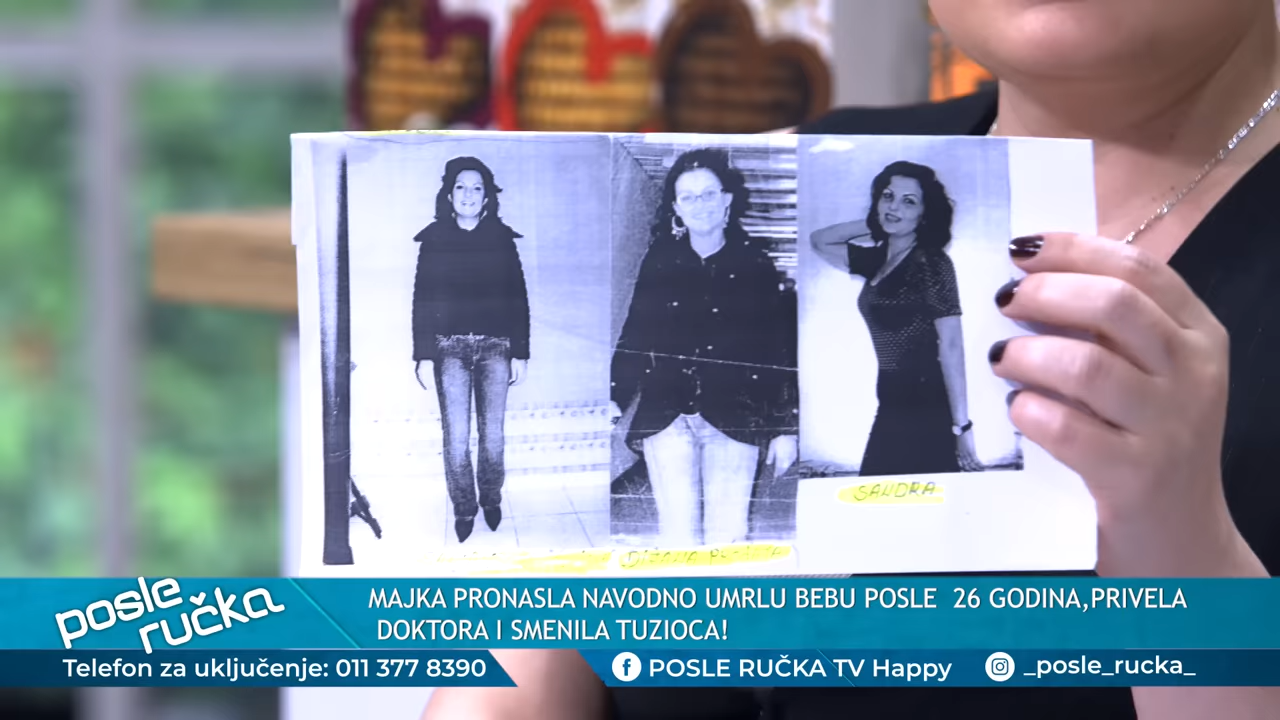 SANDRA
posle
ručka
MAJKA PRONASLA NAVODNO UMRLU BEBU POSLE 26 GODINA,PRIVELA
DOKTORA I SMENILA TUZIOCA!
Telefon za uključenje: 011 377 8390
POSLE RUČKA TV Happy
_posle_rucka_